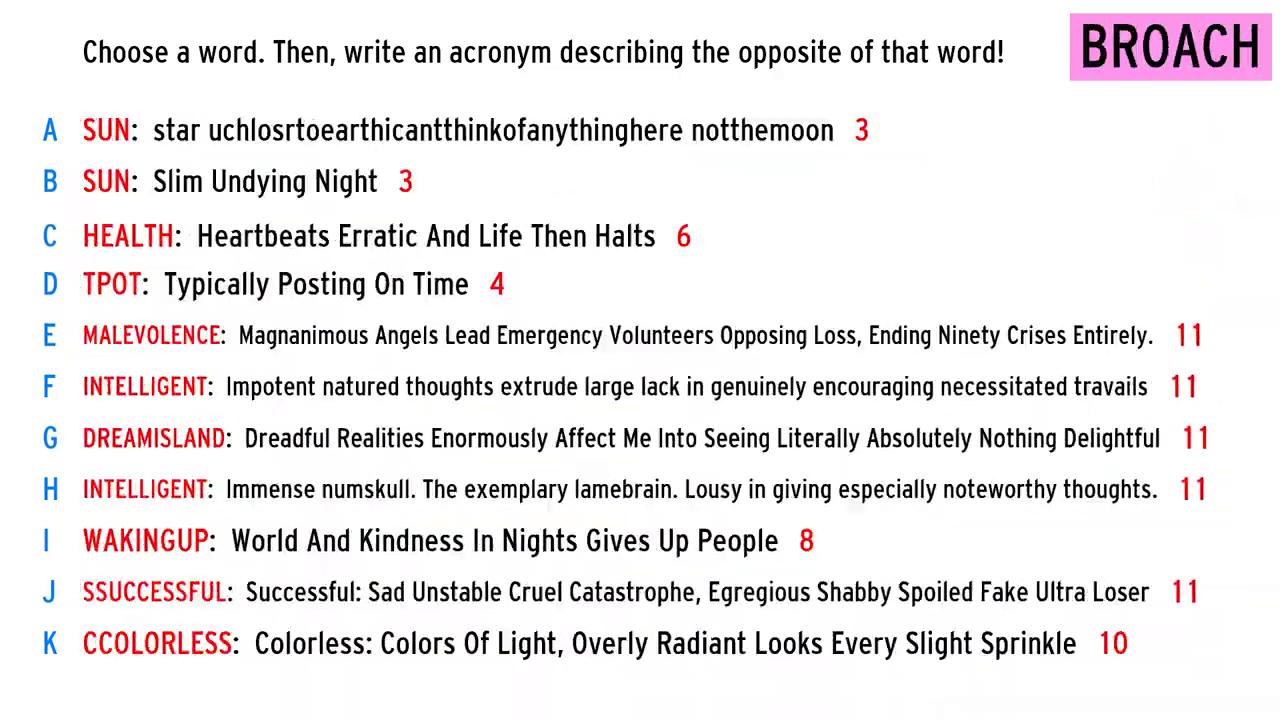 Choose a word. Then, write an acronym describing the opposite of that word!
BROACH
A SUN: star uchlosrtoearthicantthinkofanythinghere notthemoon 3
B SUN: Slim Undying Night 3
C HEALTH: Heartbeats Erratic And Life Then Halts 6
D TPOT: Typically Posting On Time 4
E MALEVOLENCE: Magnanimous Angels Lead Emergency Volunteers Opposing Loss, Ending Ninety Crises Entirely. 11
F INTELLIGENT: Impotent natured thoughts extrude large lack in genuinely encouraging necessitated travails 11
G DREAMISLAND: Dreadful Realities Enormously Affect Me Into Seeing Literally Absolutely Nothing Delightful 11
H INTELLIGENT: Immense numskull. The exemplary lamebrain. Lousy in giving especially noteworthy thoughts. 11
I WAKINGUP: World And Kindness In Nights Gives Up People 8
J SSUCCESSFUL: Successful: Sad Unstable Cruel Catastrophe, Egregious Shabby Spoiled Fake Ultra Loser 11
K CCOLORLESS: Colorless: Colors Of Light, Overly Radiant Looks Every Slight Sprinkle 10